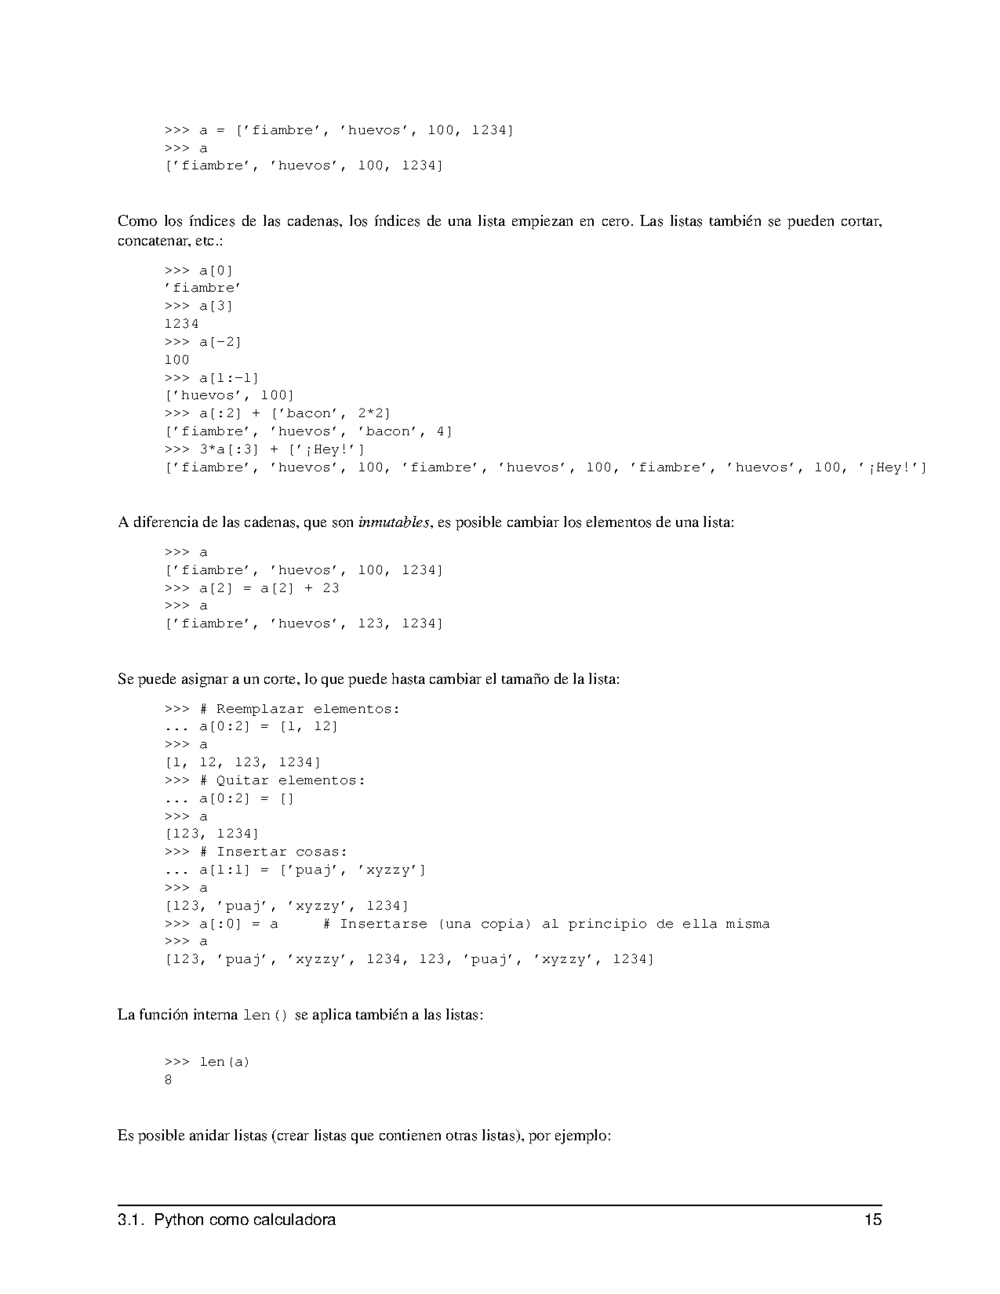 >>> a = ['fiambre', 'huevos', 100, 1234]
>>> a
['fiambre', 'huevos', 100, 1234]
Como los índices de las cadenas, los índices de una lista empiezan en cero. Las listas también se pueden cortar,
concatenar, etc.:
>>> a[0]
'fiambre'
>>> a[3]
1234
>>> a[-2]
100
>>> a[1:-1]
['huevos', 100]
>>> a[:2] + ['bacon', 2*2]
['fiambre', 'huevos', 'bacon', 4]
>>> 3*a[:3] + ['¡Hey!']
['fiambre', 'huevos', 100, 'fiambre', 'huevos', 100, 'fiambre', 'huevos', 100, '¡Hey!']
A diferencia de las cadenas, que son inmutables, es posible cambiar los elementos de una lista:
>>> a
['fiambre', 'huevos', 100, 1234]
>>> a[2] = a[2] + 23
>>> a
['fiambre', 'huevos', 123, 1234]
Se puede asignar a un corte, lo que puede hasta cambiar el tamaño de la lista:
>>> # Reemplazar elementos:
... a[0:2] = [1, 12]
>>> a
[1, 12, 123, 1234]
>>> # Quitar elementos:
... a[0:2] = []
>>> a
[123, 1234]
>>> # Insertar cosas:
... a[1:1] = ['puaj', 'xyzzy']
>>> a
[123, 'puaj', 'xyzzy', 1234]
>>> a[:0] = a     # Insertarse (una copia) al principio de ella misma
>>> a
[123, 'puaj', 'xyzzy', 1234, 123, 'puaj', 'xyzzy', 1234]
La función interna len() se aplica también a las listas:
>>> len(a)
8
Es posible anidar listas (crear listas que contienen otras listas), por ejemplo:
3.1. Python como calculadora 15